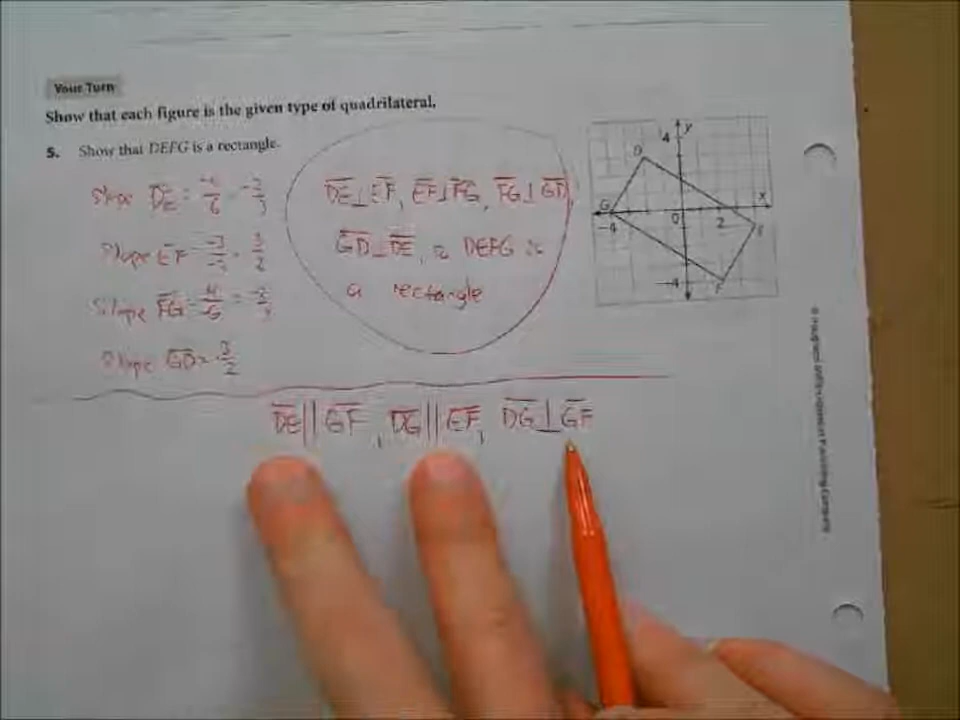 Your Turn
Show that each figure is the given type of quadrilateral.
5. Show that DEFG is a rectangle.
Slope DE = -4/6 = -2/3
Slope EF = -3/-2 = 3/2
Slope FG = 4/-6 = -2/3
Slope GD = 3/2
DE⊥EF, EF⊥FG, FG⊥GD,
GD⊥DE, so DEFG is
a rectangle
DE||GF, DG||EF, DG⊥GF
4 y
D
G x
-4 0 2 E
-4 F